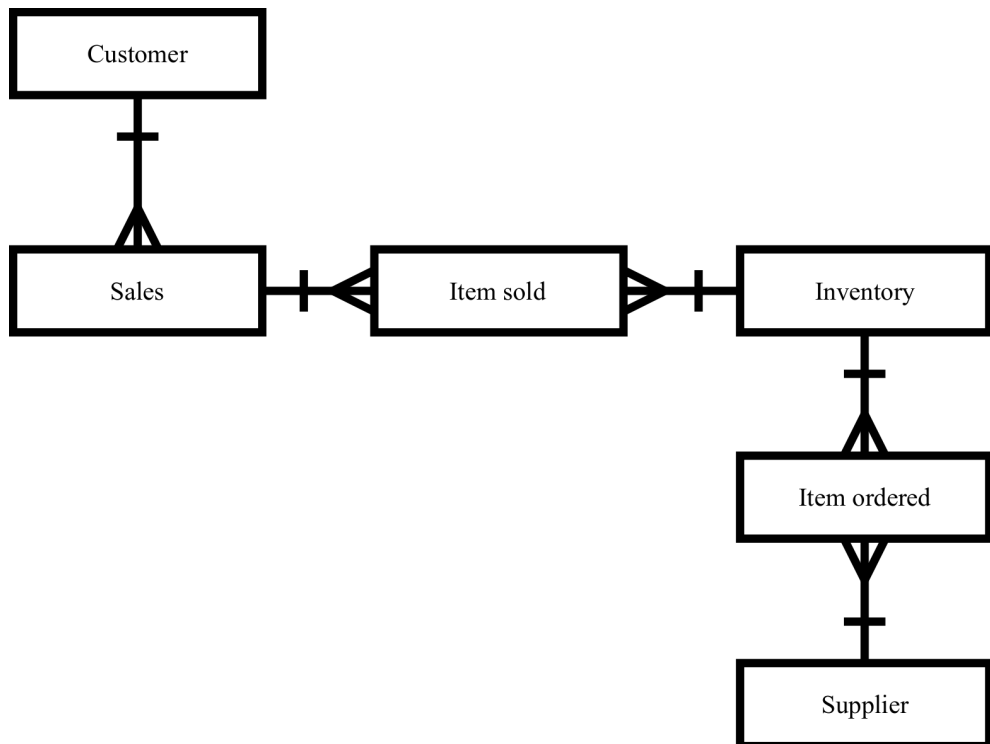 Customer
Sales
Item sold
Inventory
Item ordered
Supplier